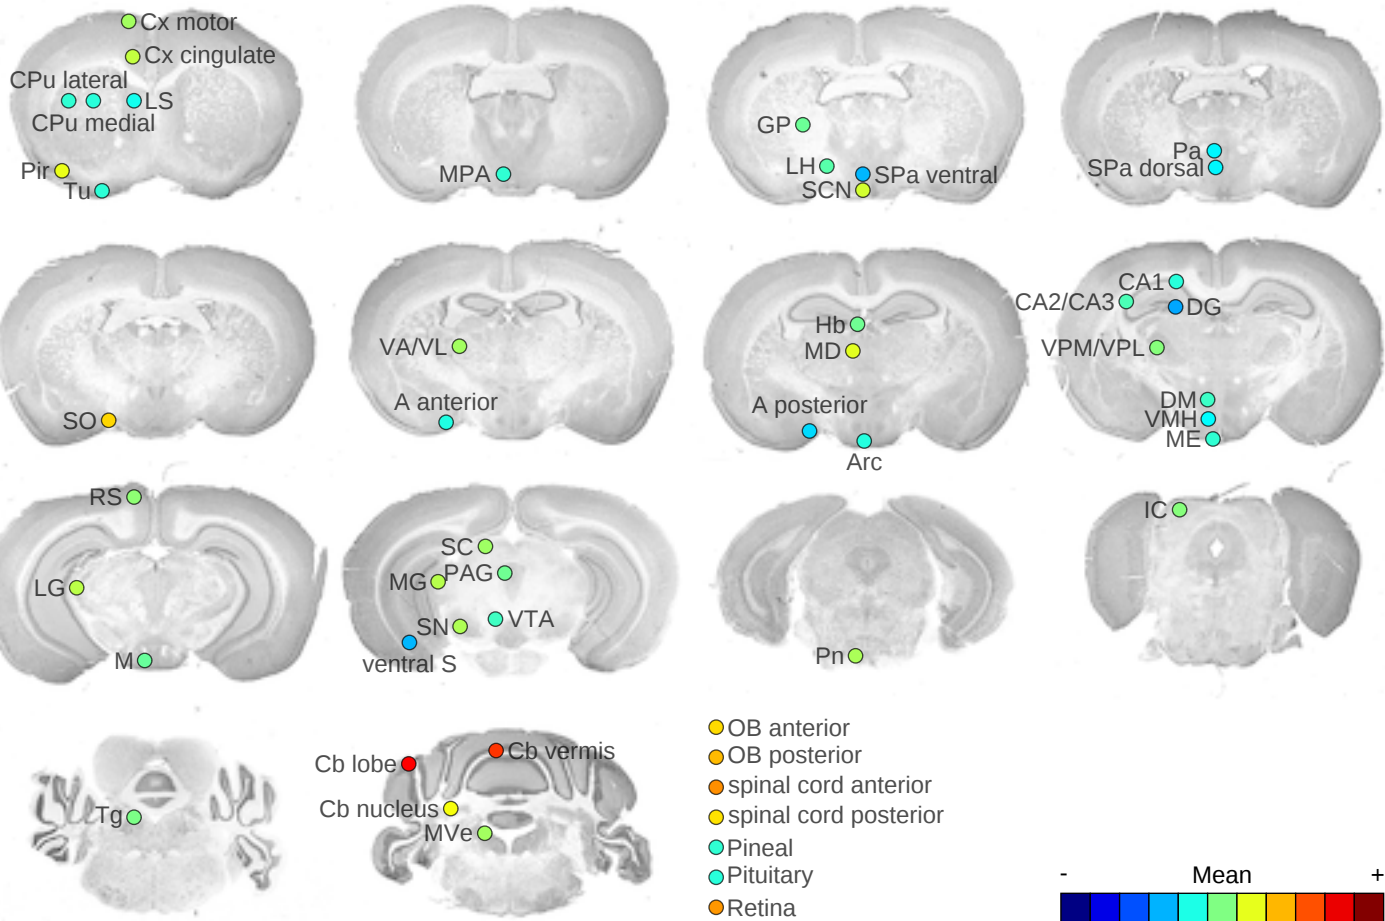 Cx motor
Cx cingulate
CPu lateral
LS
CPu medial
Pir
Tu
MPA
GP
LH
SPa ventral
SCN
Pa
SPa dorsal
SO
VA/VL
A anterior
Hb
MD
A posterior
Arc
CA1
CA2/CA3
DG
VPM/VPL
DM
VMH
ME
RS
LG
M
SC
MG
PAG
SN
VTA
ventral S
Pn
IC
Tg
Cb lobe
Cb vermis
Cb nucleus
MVe
OB anterior
OB posterior
spinal cord anterior
spinal cord posterior
Pineal
Pituitary
Retina
- Mean +